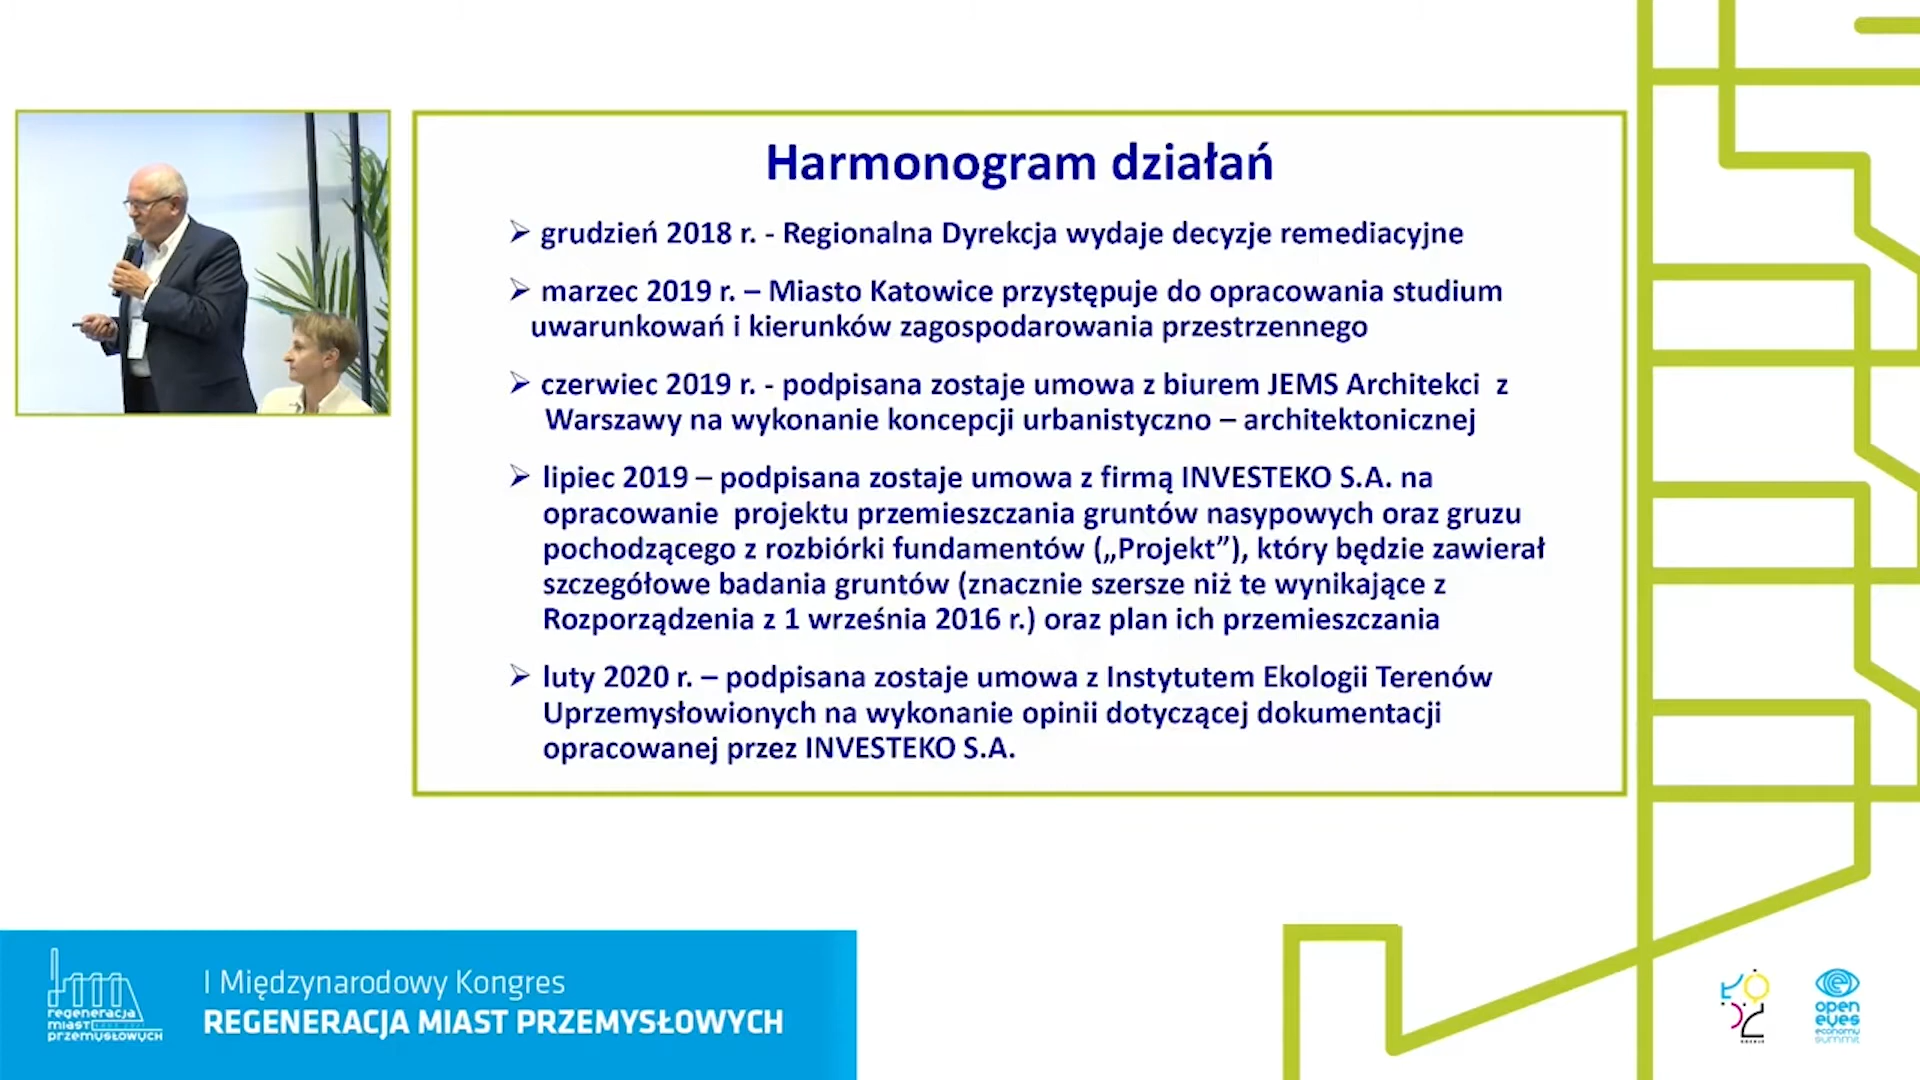 Harmonogram działań
grudzień 2018 r. - Regionalna Dyrekcja wydaje decyzje remediacyjne
marzec 2019 r. – Miasto Katowice przystępuje do opracowania studium
uwarunkowań i kierunków zagospodarowania przestrzennego
czerwiec 2019 r. - podpisana zostaje umowa z biurem JEMS Architekci z
Warszawy na wykonanie koncepcji urbanistyczno – architektonicznej
lipiec 2019 – podpisana zostaje umowa z firmą INVESTEKO S.A. na
opracowanie projektu przemieszczania gruntów nasypowych oraz gruzu
pochodzącego z rozbiórki fundamentów („Projekt”), który będzie zawierał
szczegółowe badania gruntów (znacznie szersze niż te wynikające z
Rozporządzenia z 1 września 2016 r.) oraz plan ich przemieszczania
luty 2020 r. – podpisana zostaje umowa z Instytutem Ekologii Terenów
Uprzemysłowionych na wykonanie opinii dotyczącej dokumentacji
opracowanej przez INVESTEKO S.A.
regeneracja
miast
przemysłowych
I Międzynarodowy Kongres
REGENERACJA MIAST PRZEMYSŁOWYCH
open
eyes
economy
summit